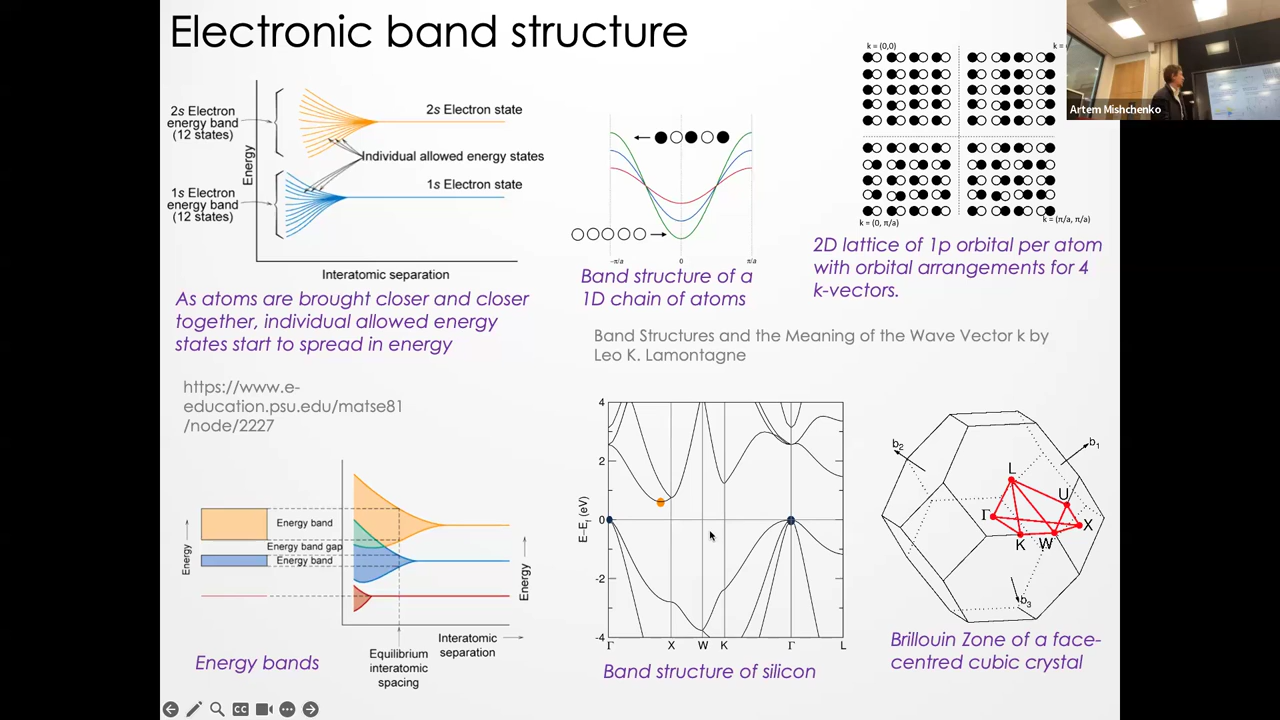 Electronic band structure
2s Electron
energy band
(12 states)
1s Electron
energy band
(12 states)
Energy
2s Electron state
Individual allowed energy states
1s Electron state
Interatomic separation
As atoms are brought closer and closer
together, individual allowed energy
states start to spread in energy
-π/a
0
π/a
Band structure of a
1D chain of atoms
k = (0,0)
k = (0, π/a)
k = (π/a, π/a)
2D lattice of 1p orbital per atom
with orbital arrangements for 4
k-vectors.
Artem Mishchenko
Band Structures and the Meaning of the Wave Vector k by
Leo K. Lamontagne
https://www.e-
education.psu.edu/matse81
/node/2227
Energy
Energy band
Energy band gap
Energy band
Energy
Interatomic
separation
Equilibrium
interatomic
spacing
Energy bands
E–Ef (eV)
4
2
0
-2
-4
Γ
X
W
K
Γ
L
Band structure of silicon
b2
b1
b3
L
U
Γ
X
K
W
Brillouin Zone of a face-
centred cubic crystal
CC